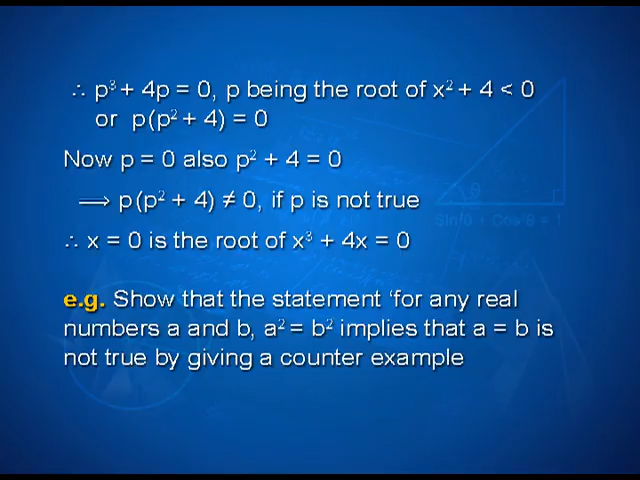 ∴ p³ + 4p = 0, p being the root of x² + 4 < 0
or p(p² + 4) = 0
Now p = 0 also p² + 4 = 0
⟹ p(p² + 4) ≠ 0, if p is not true
∴ x = 0 is the root of x³ + 4x = 0
e.g. Show that the statement ‘for any real
numbers a and b, a² = b² implies that a = b is
not true by giving a counter example